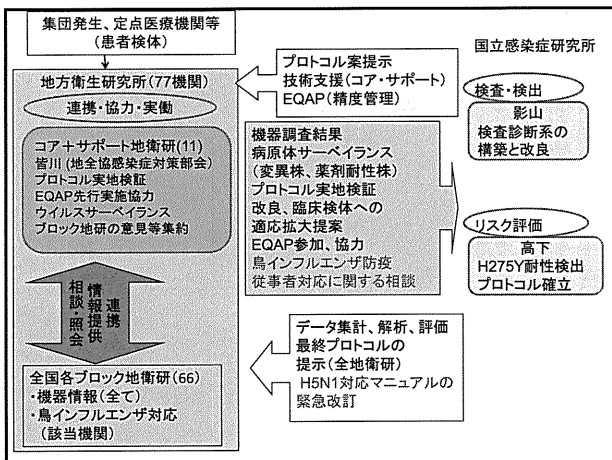 集団発生、定点医療機関等
(患者検体)
地方衛生研究所(77機関)
連携・協力・実働
コア+サポート地衛研(11)
皆川(地全協感染症対策部会)
プロトコル実地検証
EQAP先行実施協力
ウイルスサーベイランス
ブロック地研の意見等集約
連携
情報提供
相談・照会
全国各ブロック地衛研(66)
・機器情報(全て)
・鳥インフルエンザ対応
(該当機関)
プロトコル案提示
技術支援(コア・サポート)
EQAP(精度管理)
機器調査結果
病原体サーベイランス
(変異株、薬剤耐性株)
プロトコル実地検証
改良、臨床検体への
適応拡大提案
EQAP参加、協力
鳥インフルエンザ防疫
従事者対応に関する相談
データ集計、解析、評価
最終プロトコルの
提示(全地衛研)
H5N1対応マニュアルの
緊急改訂
国立感染症研究所
検査・検出
影山
検査診断系の
構築と改良
リスク評価
高下
H275Y耐性検出
プロトコル確立